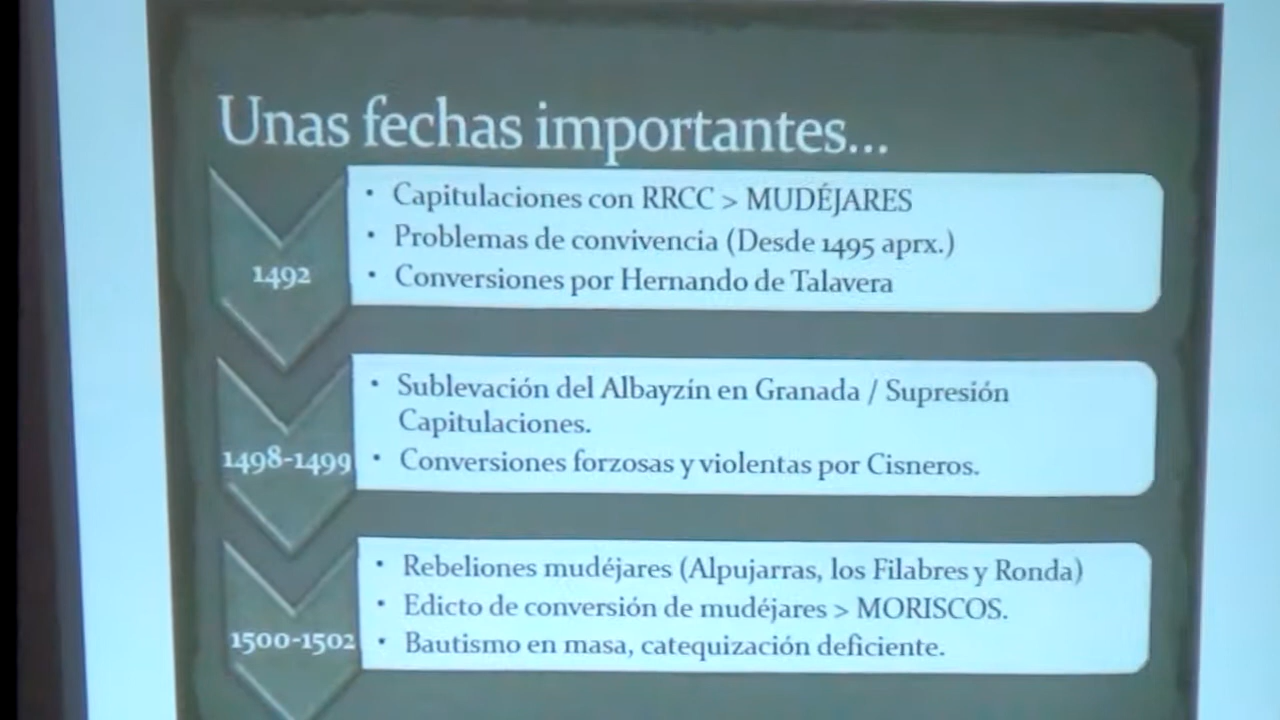 Unas fechas importantes...
1492
• Capitulaciones con RRCC > MUDÉJARES
• Problemas de convivencia (Desde 1495 aprx.)
• Conversiones por Hernando de Talavera
1498-1499
• Sublevación del Albayzín en Granada / Supresión
Capitulaciones.
• Conversiones forzosas y violentas por Cisneros.
1500-1502
• Rebeliones mudéjares (Alpujarras, los Filabres y Ronda)
• Edicto de conversión de mudéjares > MORISCOS.
• Bautismo en masa, catequización deficiente.